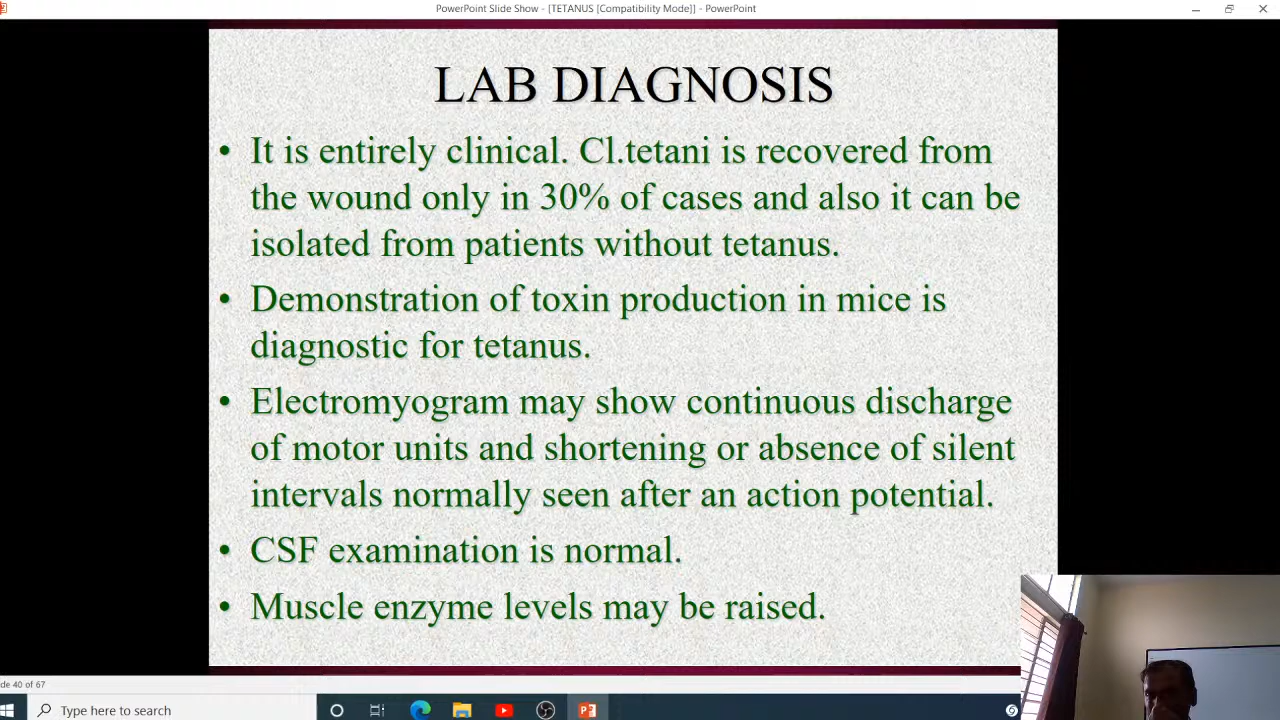 PowerPoint Slide Show - [TETANUS [Compatibility Mode]] - PowerPoint
LAB DIAGNOSIS
• It is entirely clinical. Cl.tetani is recovered from
the wound only in 30% of cases and also it can be
isolated from patients without tetanus.
• Demonstration of toxin production in mice is
diagnostic for tetanus.
• Electromyogram may show continuous discharge
of motor units and shortening or absence of silent
intervals normally seen after an action potential.
• CSF examination is normal.
• Muscle enzyme levels may be raised.
de 40 of 67
Type here to search